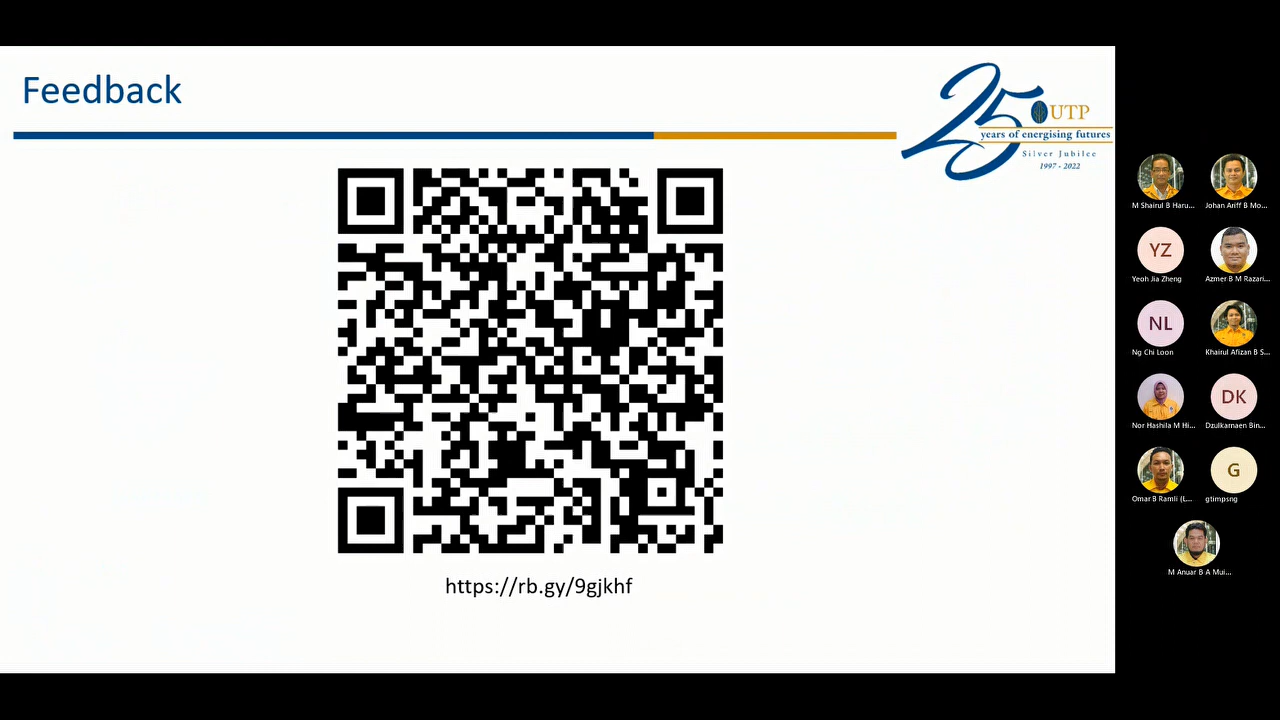 Feedback
25 UTP
years of energising futures
Silver Jubilee
1997 - 2022
https://rb.gy/9gjkhf
M Shairul B Haru...
Johan Ariff B Mo...
YZ
Yeoh Jia Zheng
Azmer B M Razari...
NL
Ng Chi Loon
Khairul Afizan B S...
Nor Hashila M Hi...
DK
Dzulkarnaen Bin...
Omar B Ramli (L...
G
gtimpsng
M Anuar B A Mui...